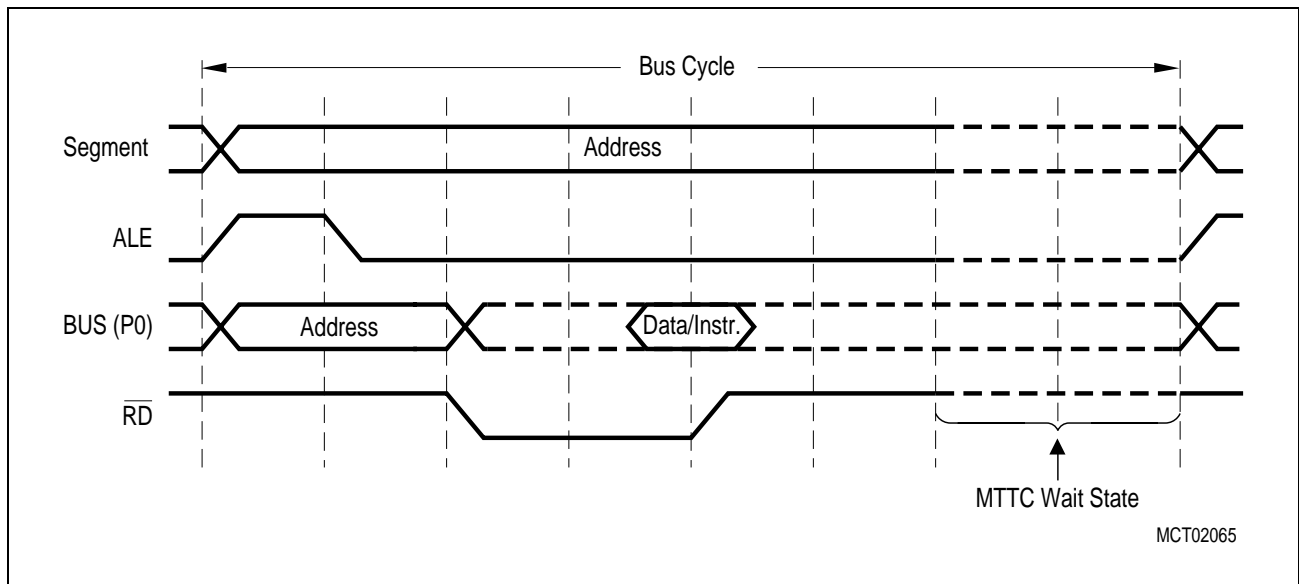 Bus Cycle
Segment
Address
ALE
BUS (P0)
Address
Data/Instr.
RD
MTTC Wait State
MCT02065